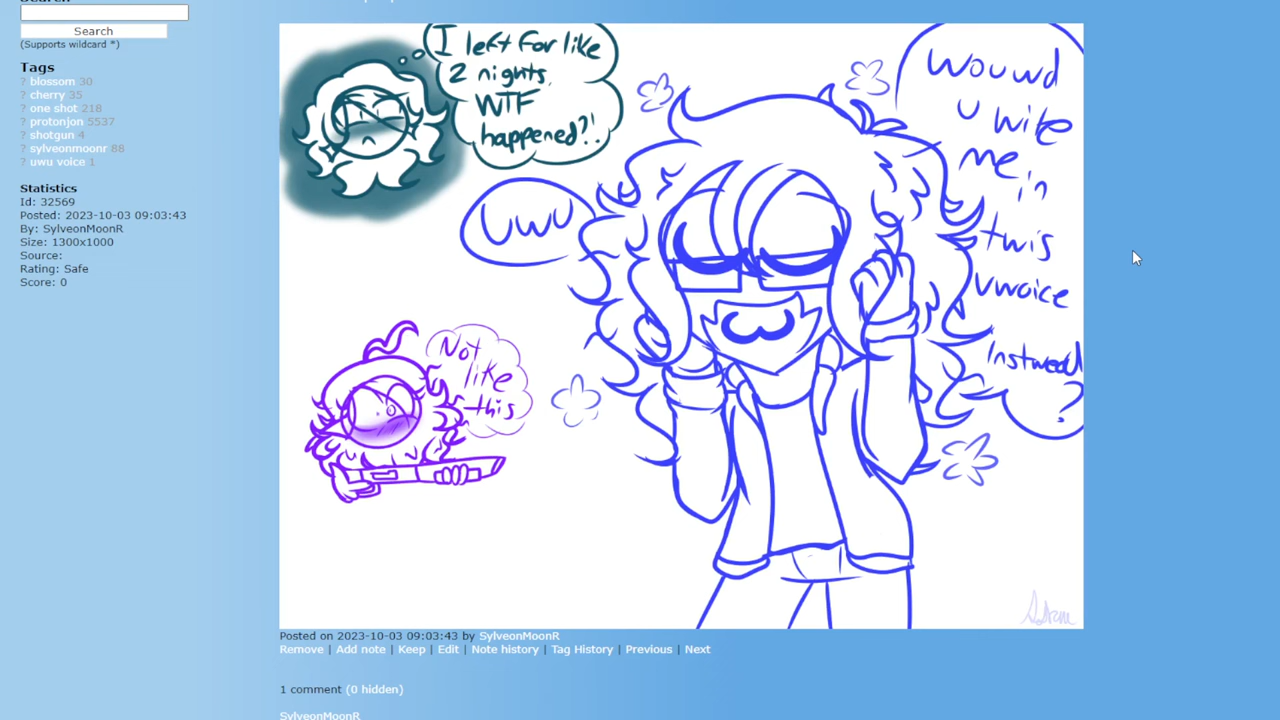 Search
(Supports wildcard *)
Tags
? blossom 30
? cherry 35
? one shot 218
? protonjon 5537
? shotgun 4
? sylveonmoonr 88
? uwu voice 1
Statistics
Id: 32569
Posted: 2023-10-03 09:03:43
By: SylveonMoonR
Size: 1300x1000
Source:
Rating: Safe
Score: 0
I left for like
2 nights.
WTF
happened?!
UwU
Wouwd
u wike
me in
twis
vwoice
instwead
?
Not
like
this
Posted on 2023-10-03 09:03:43 by SylveonMoonR
Remove | Add note | Keep | Edit | Note history | Tag History | Previous | Next
1 comment (0 hidden)
SylveonMoonR